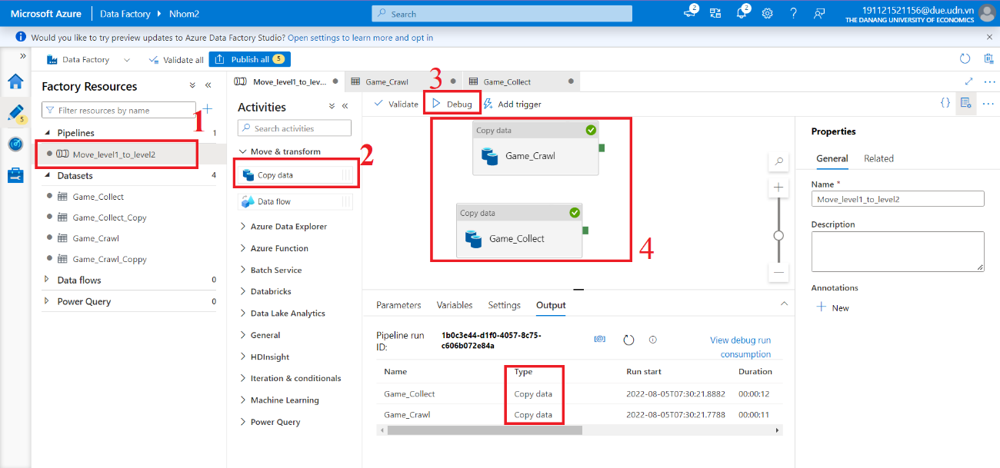 Microsoft Azure Data Factory Nhom2 Search 2 2 191121521156@due.udn.vn
THE DANANG UNIVERSITY OF ECONOMICS
Would you like to try preview updates to Azure Data Factory Studio? Open settings to learn more and opt in
Data Factory Validate all Publish all 5
5
Factory Resources
Filter resources by name
1
Pipelines 1
Move_level1_to_level2
Datasets 4
Game_Collect
Game_Collect_Copy
Game_Crawl
Game_Crawl_Coppy
Data flows 0
Power Query 0
Move_level1_to_lev... Game_Crawl Game_Collect
Activities
Search activities
Move & transform
2
Copy data
Data flow
Azure Data Explorer
Azure Function
Batch Service
Databricks
Data Lake Analytics
General
HDInsight
Iteration & conditionals
Machine Learning
Power Query
3
Validate Debug Add trigger
Copy data
Game_Crawl
Copy data
Game_Collect
4
Parameters Variables Settings Output
Pipeline run ID: 1b0c3e44-d1f0-4057-8c75-
c606b072e84a
View debug run
consumption
Name Type Run start Duration
Game_Collect Copy data 2022-08-05T07:30:21.8882 00:00:12
Game_Crawl Copy data 2022-08-05T07:30:21.7788 00:00:11
Properties
General Related
Name *
Move_level1_to_level2
Description
Annotations
New